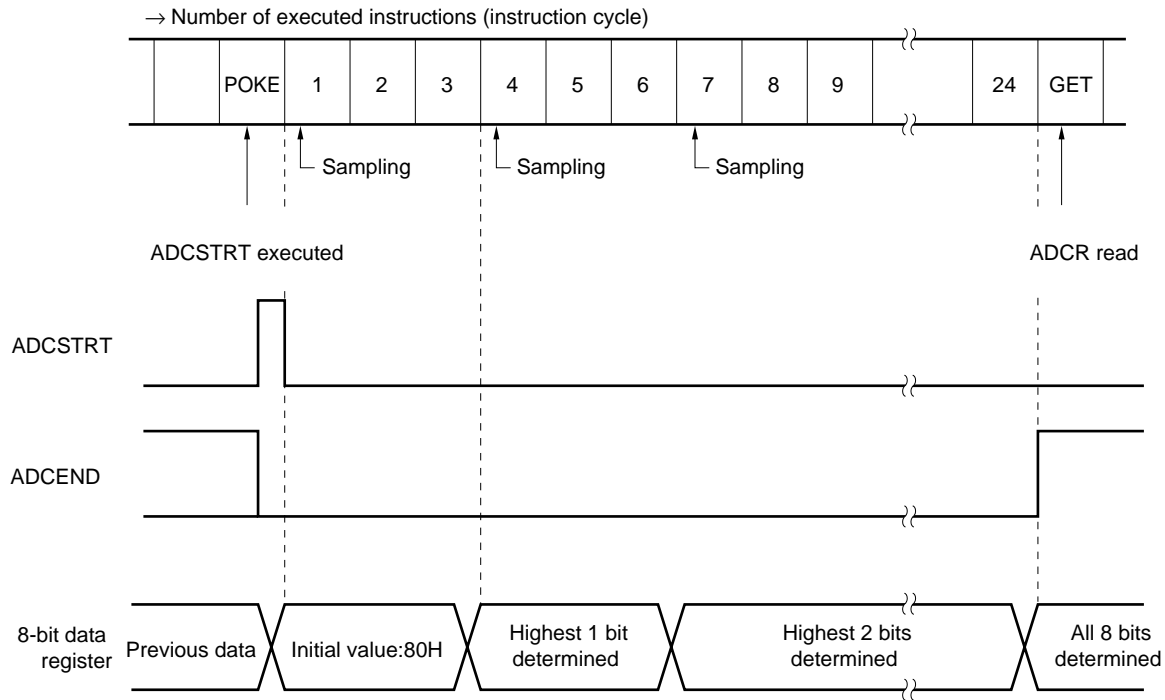 → Number of executed instructions (instruction cycle)
POKE 1 2 3 4 5 6 7 8 9 24 GET
Sampling Sampling Sampling
ADCSTRT executed ADCR read
ADCSTRT
ADCEND
8-bit data
register
Previous data
Initial value:80H
Highest 1 bit
determined
Highest 2 bits
determined
All 8 bits
determined